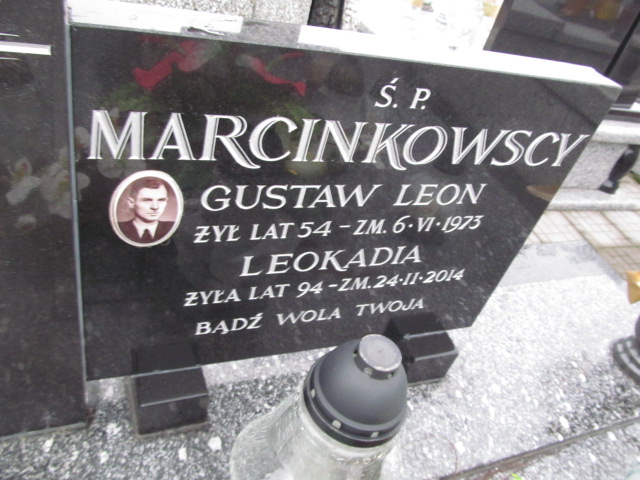 Ś. P.
MARCINKOWSCY
GUSTAW LEON
ŻYŁ LAT 54 – ZM. 6·VI·1973
LEOKADIA
ŻYŁA LAT 94 – ZM. 24·II·2014
BĄDŹ WOLA TWOJA